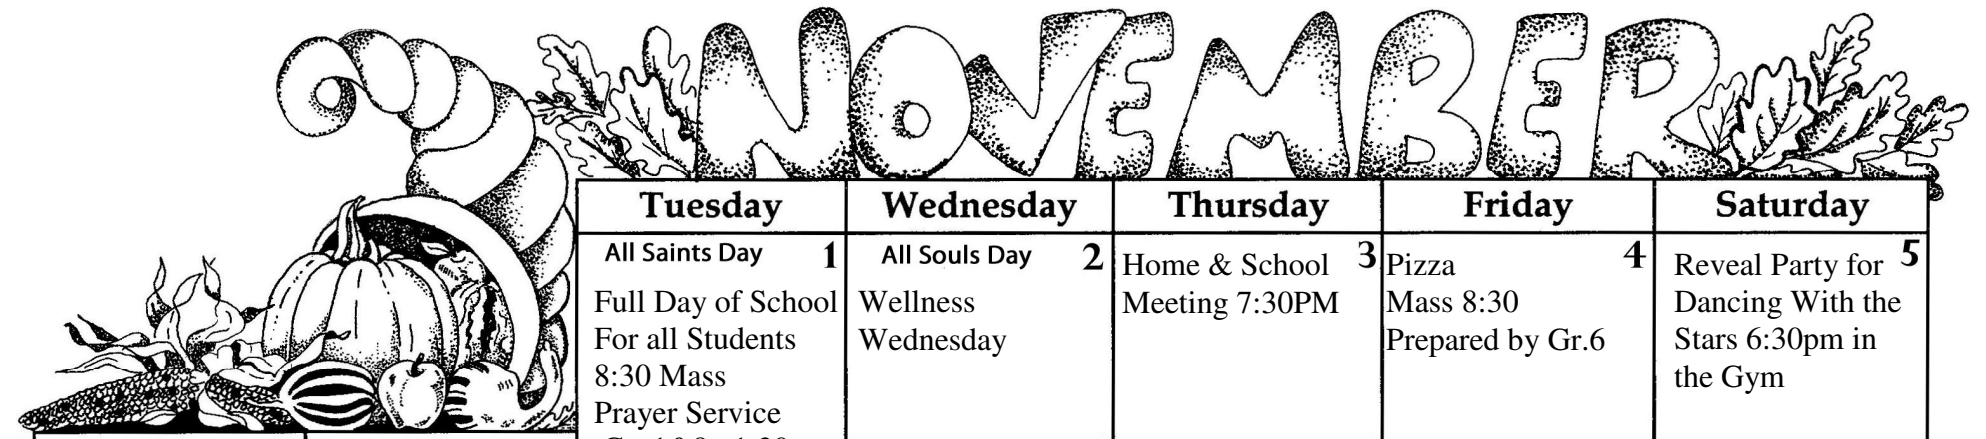 NOVEMBER
Tuesday
Wednesday
Thursday
Friday
Saturday
All Saints Day 1
Full Day of School
For all Students
8:30 Mass
Prayer Service
All Souls Day 2
Wellness
Wednesday
Home & School 3
Meeting 7:30PM
Pizza 4
Mass 8:30
Prepared by Gr.6
Reveal Party for 5
Dancing With the
Stars 6:30pm in
the Gym